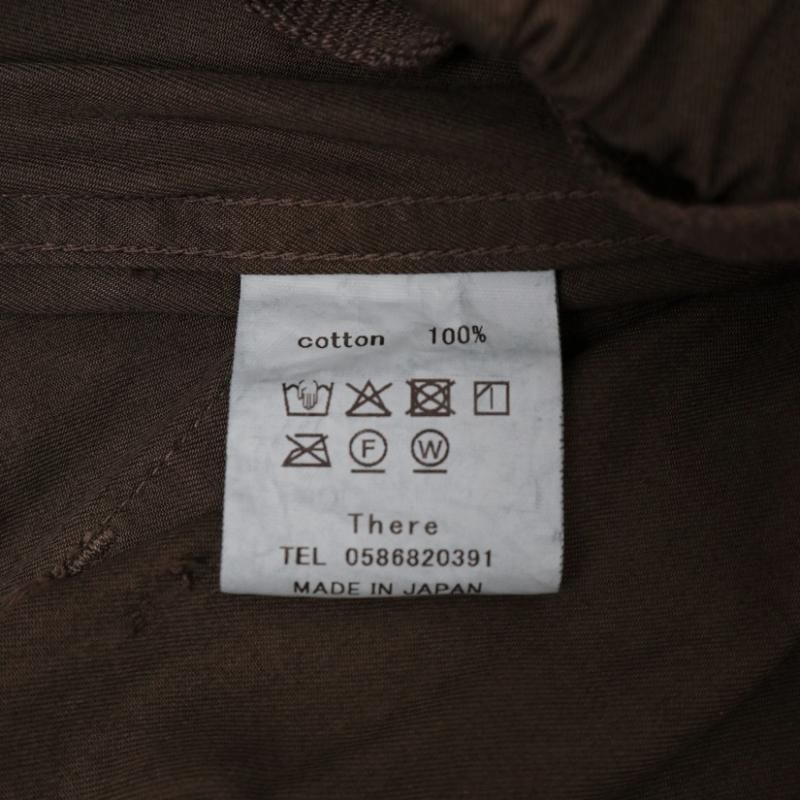 cotton 100%
F W
There
TEL 0586820391
MADE IN JAPAN